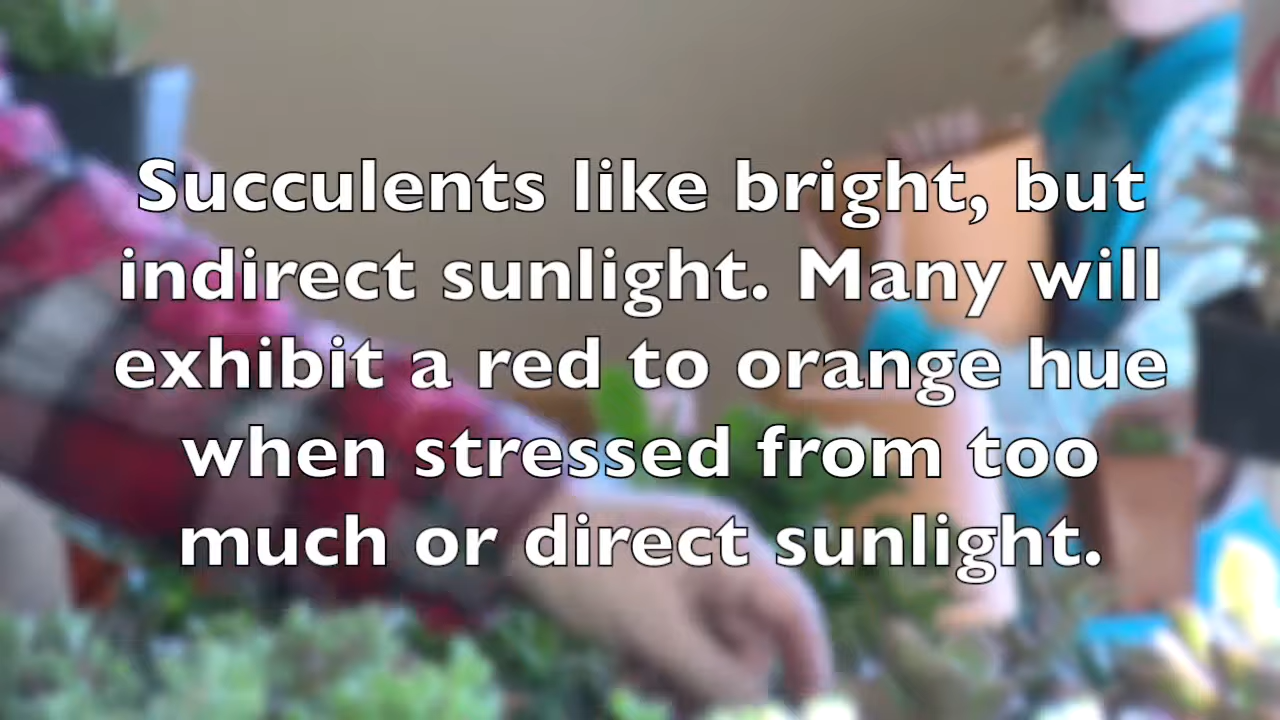 Succulents like bright, but
indirect sunlight. Many will
exhibit a red to orange hue
when stressed from too
much or direct sunlight.